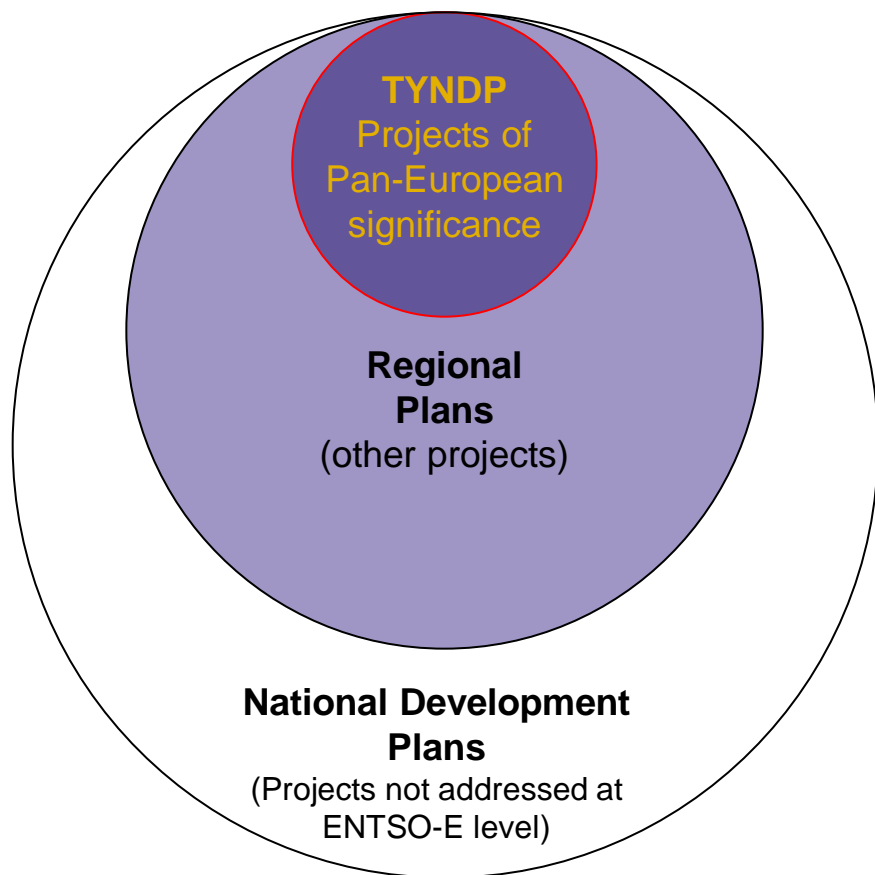 TYNDP
Projects of
Pan-European
significance
Regional
Plans
(other projects)
National Development
Plans
(Projects not addressed at
ENTSO-E level)